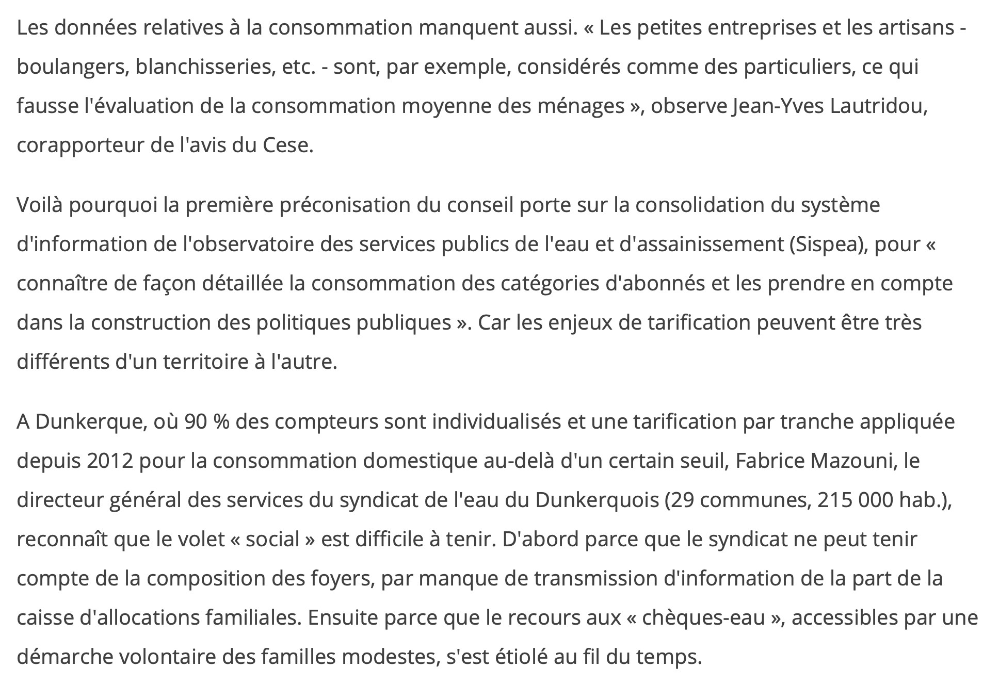 Les données relatives à la consommation manquent aussi. « Les petites entreprises et les artisans -
boulangers, blanchisseries, etc. - sont, par exemple, considérés comme des particuliers, ce qui
fausse l'évaluation de la consommation moyenne des ménages », observe Jean-Yves Lautridou,
corapporteur de l'avis du Cese.
Voilà pourquoi la première préconisation du conseil porte sur la consolidation du système
d'information de l'observatoire des services publics de l'eau et d'assainissement (Sispea), pour «
connaître de façon détaillée la consommation des catégories d'abonnés et les prendre en compte
dans la construction des politiques publiques ». Car les enjeux de tarification peuvent être très
différents d'un territoire à l'autre.
A Dunkerque, où 90 % des compteurs sont individualisés et une tarification par tranche appliquée
depuis 2012 pour la consommation domestique au-delà d'un certain seuil, Fabrice Mazouni, le
directeur général des services du syndicat de l'eau du Dunkerquois (29 communes, 215 000 hab.),
reconnaît que le volet « social » est difficile à tenir. D'abord parce que le syndicat ne peut tenir
compte de la composition des foyers, par manque de transmission d'information de la part de la
caisse d'allocations familiales. Ensuite parce que le recours aux « chèques-eau », accessibles par une
démarche volontaire des familles modestes, s'est étiolé au fil du temps.